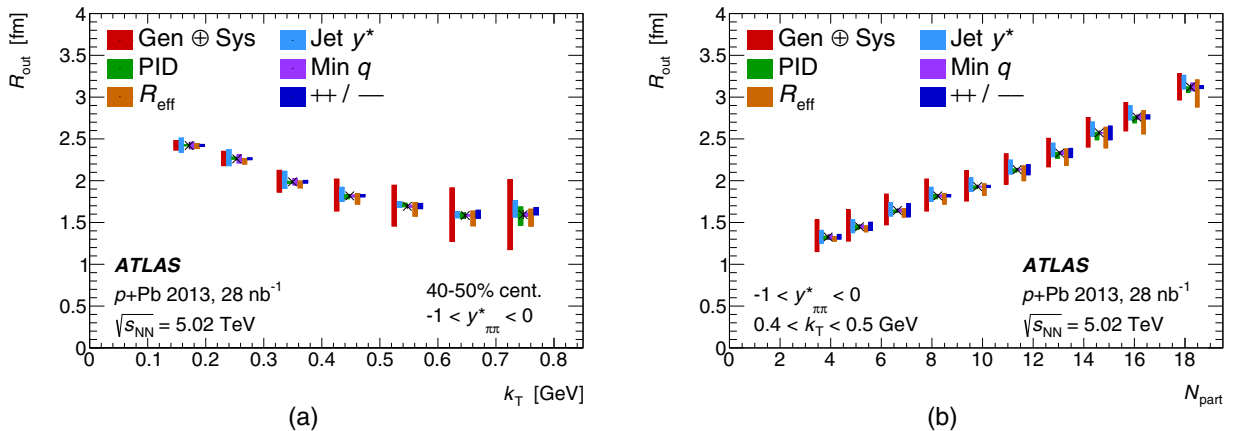 R_out [fm]
4
3.5
3
2.5
2
1.5
1
0.5
0
Gen ⊕ Sys
PID
R_eff
Jet y*
Min q
++ / −−
ATLAS
p+Pb 2013, 28 nb^-1
√s_NN = 5.02 TeV
40-50% cent.
-1 < y*_ππ < 0
0 0.1 0.2 0.3 0.4 0.5 0.6 0.7 0.8
k_T [GeV]
(a)
R_out [fm]
4
3.5
3
2.5
2
1.5
1
0.5
0
Gen ⊕ Sys
PID
R_eff
Jet y*
Min q
++ / −−
-1 < y*_ππ < 0
0.4 < k_T < 0.5 GeV
ATLAS
p+Pb 2013, 28 nb^-1
√s_NN = 5.02 TeV
0 2 4 6 8 10 12 14 16 18
N_part
(b)